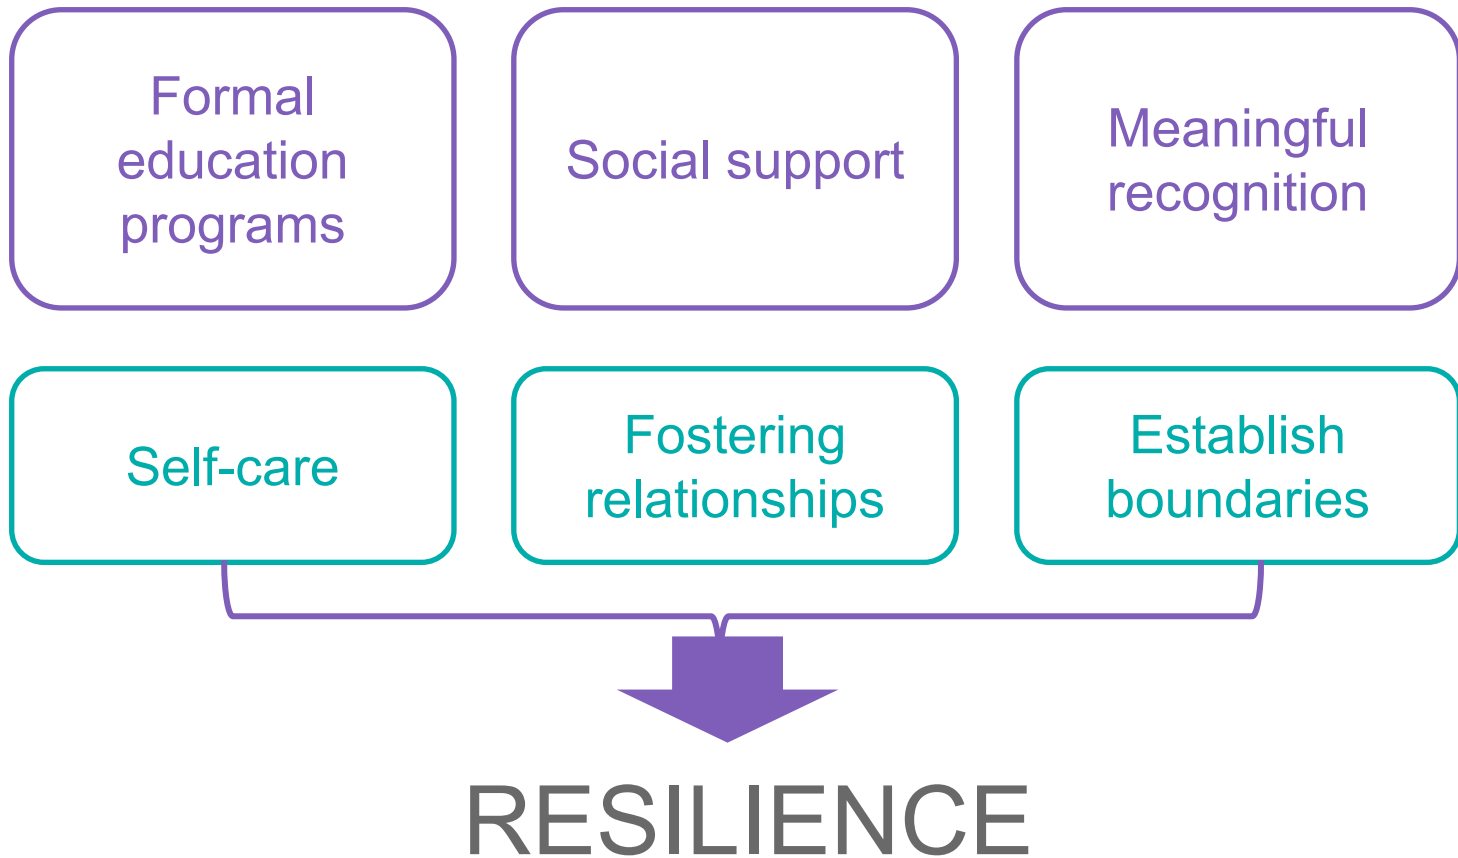 Formal
education
programs
Social support
Meaningful
recognition
Self-care
Fostering
relationships
Establish
boundaries
RESILIENCE